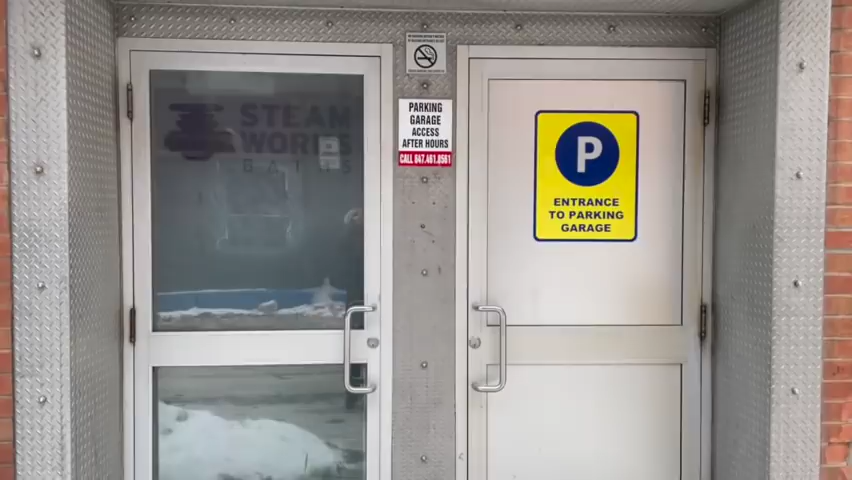 STEAM
WORKS
BATHS
PARKING
GARAGE
ACCESS
AFTER HOURS
CALL 647.461.8561
P
ENTRANCE
TO PARKING
GARAGE